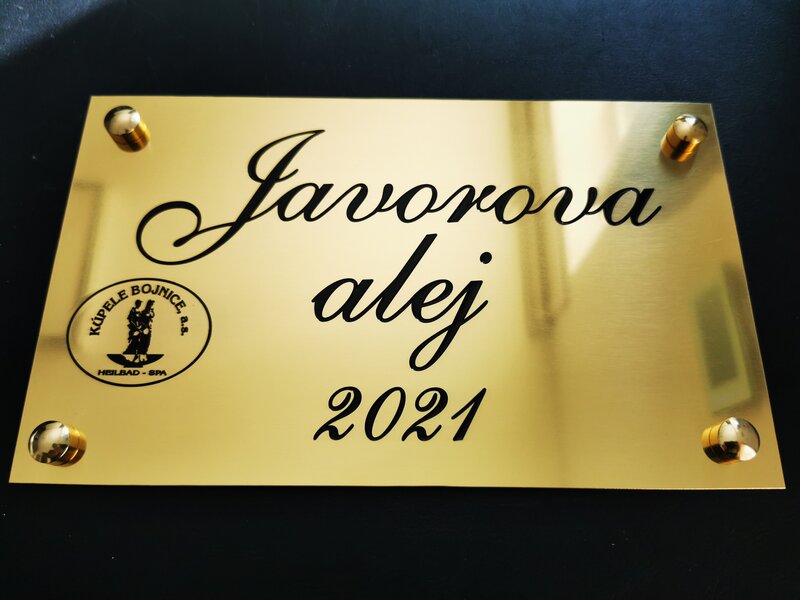 Javorova
alej
2021
KÚPELE BOJNICE, a.s.
HEILBAD - SPA